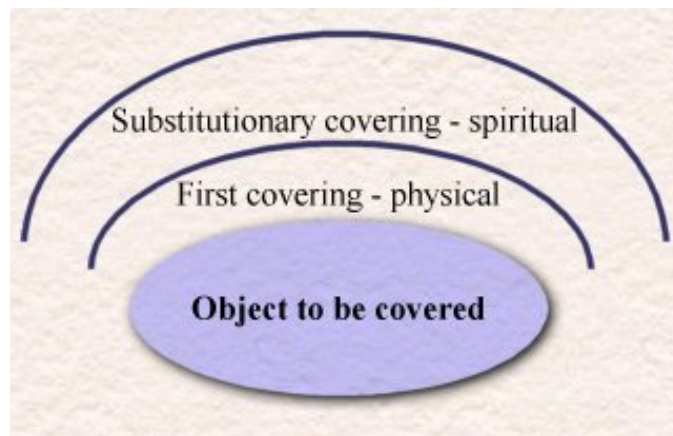 Substitutionary covering - spiritual
First covering - physical
Object to be covered